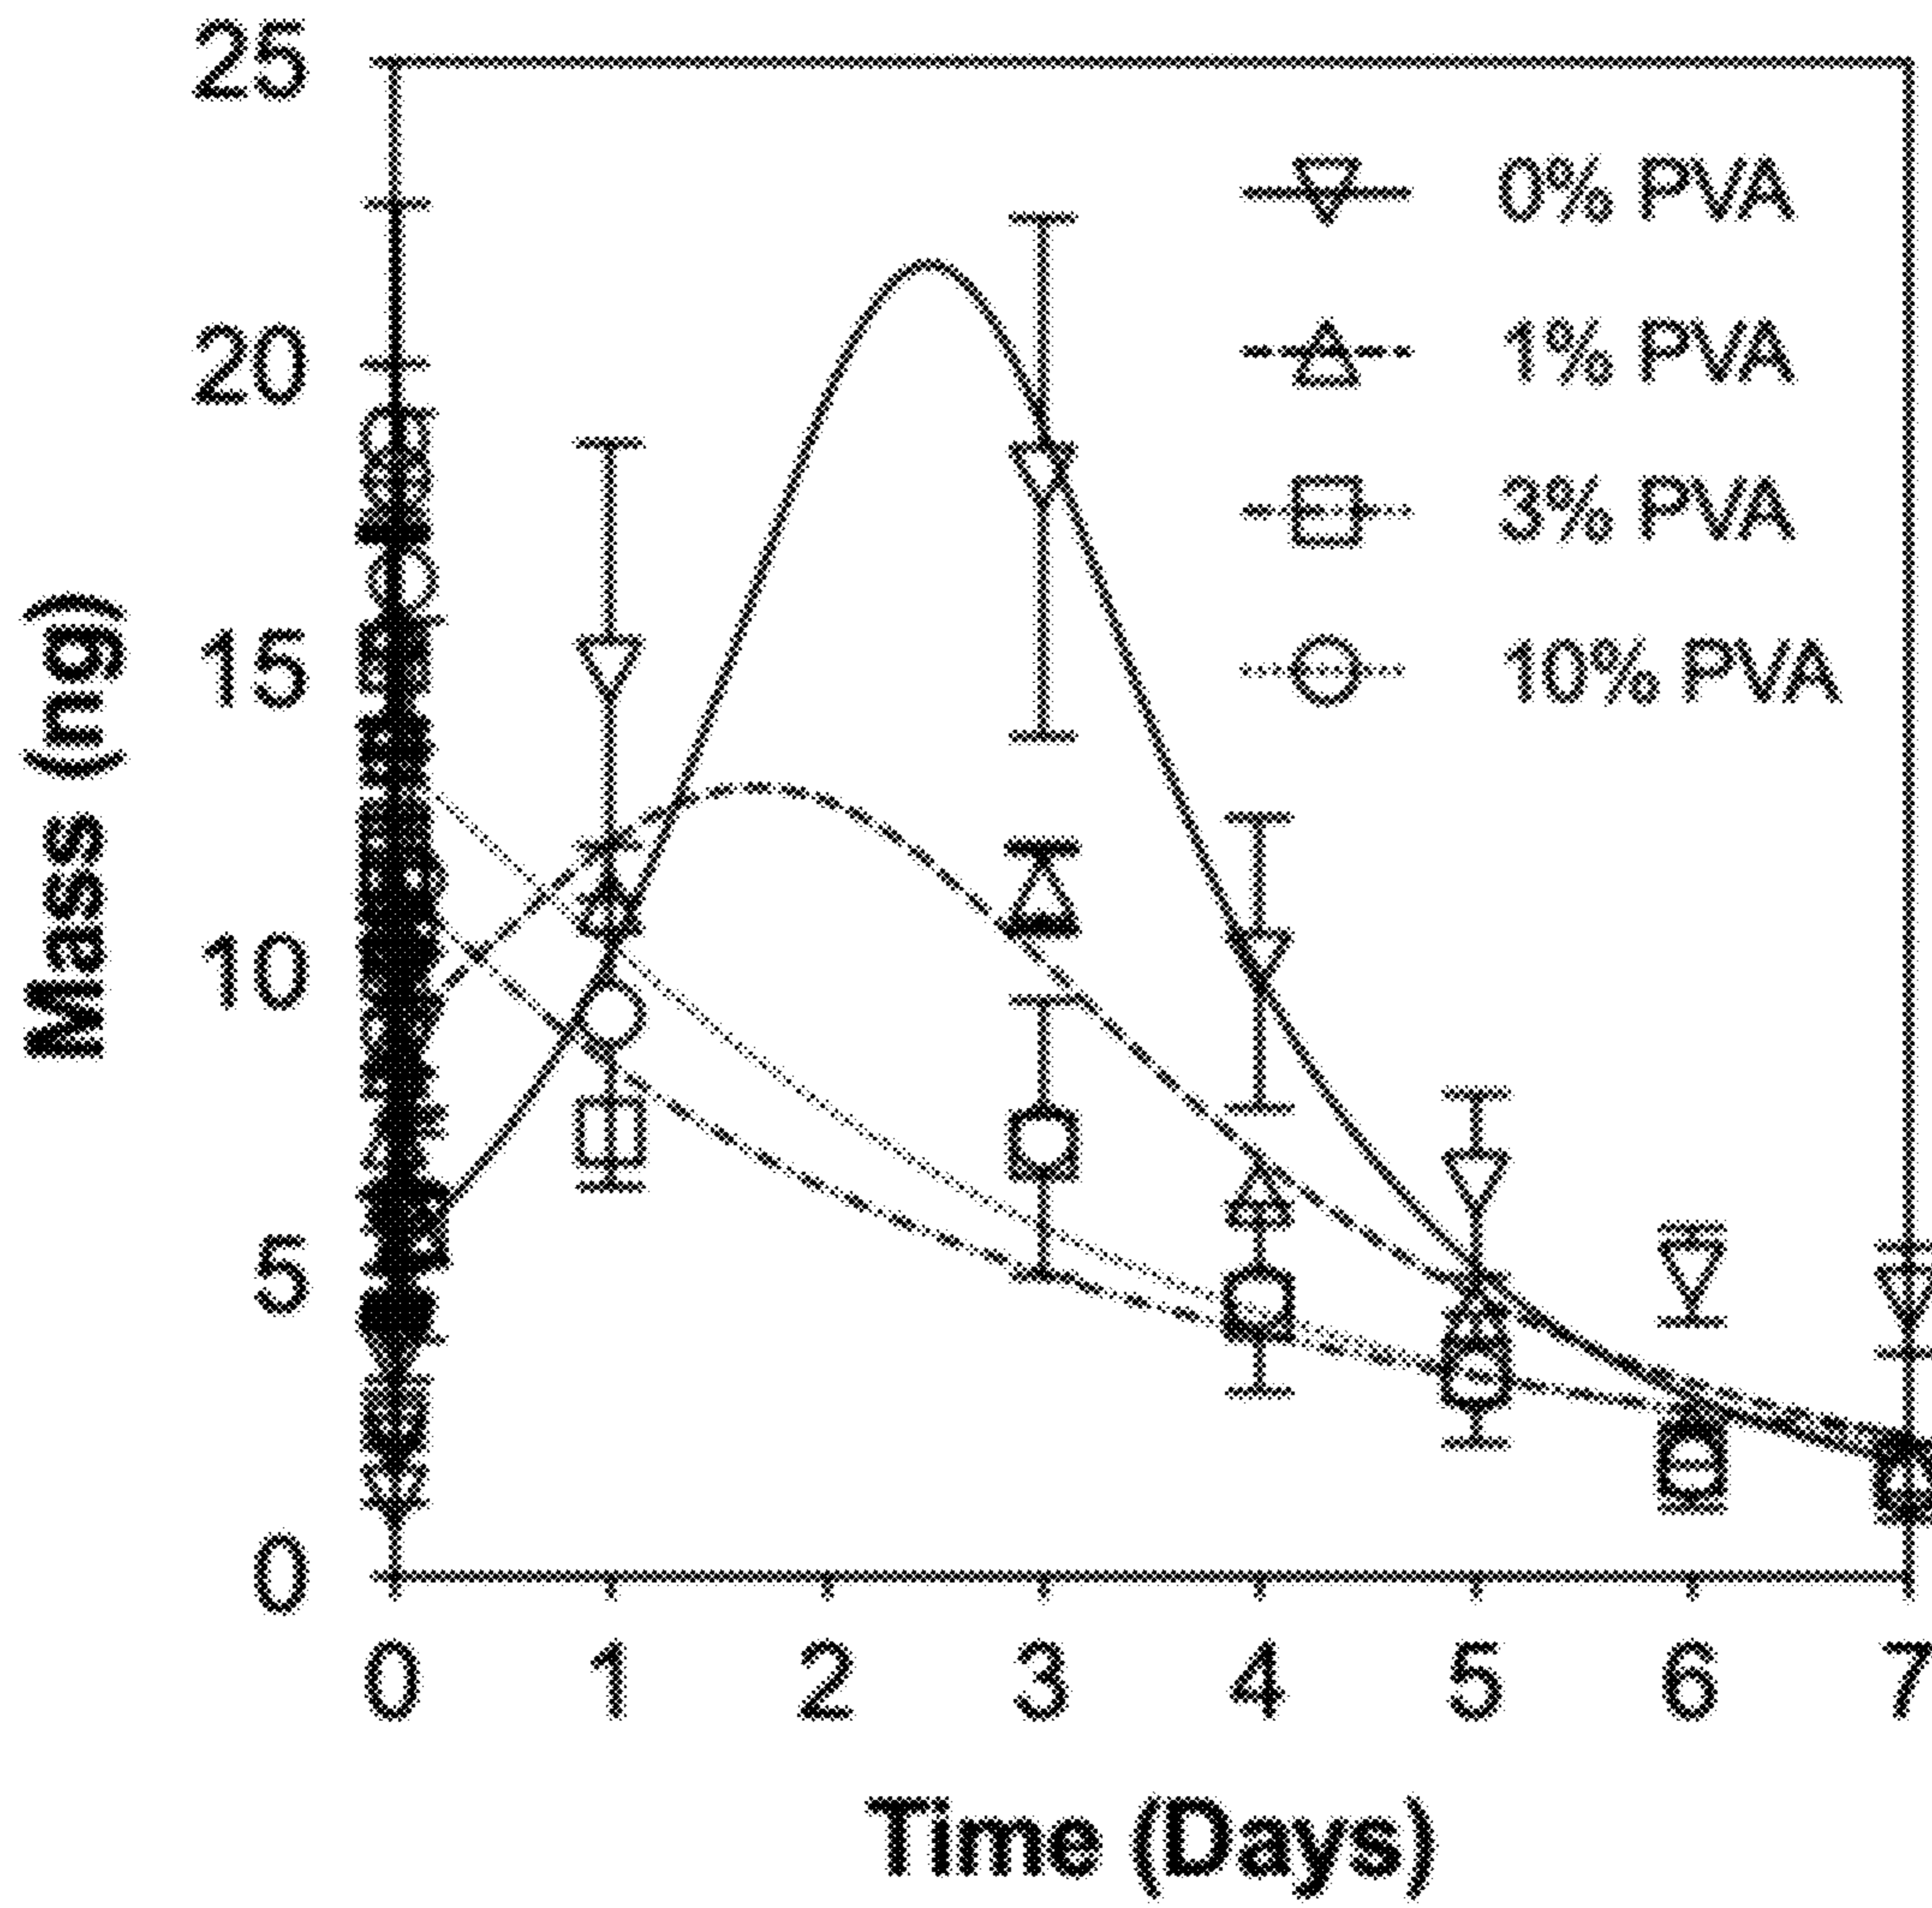 Mass (ng)
25
20
15
10
5
0
0% PVA
1% PVA
3% PVA
10% PVA
0 1 2 3 4 5 6 7
Time (Days)